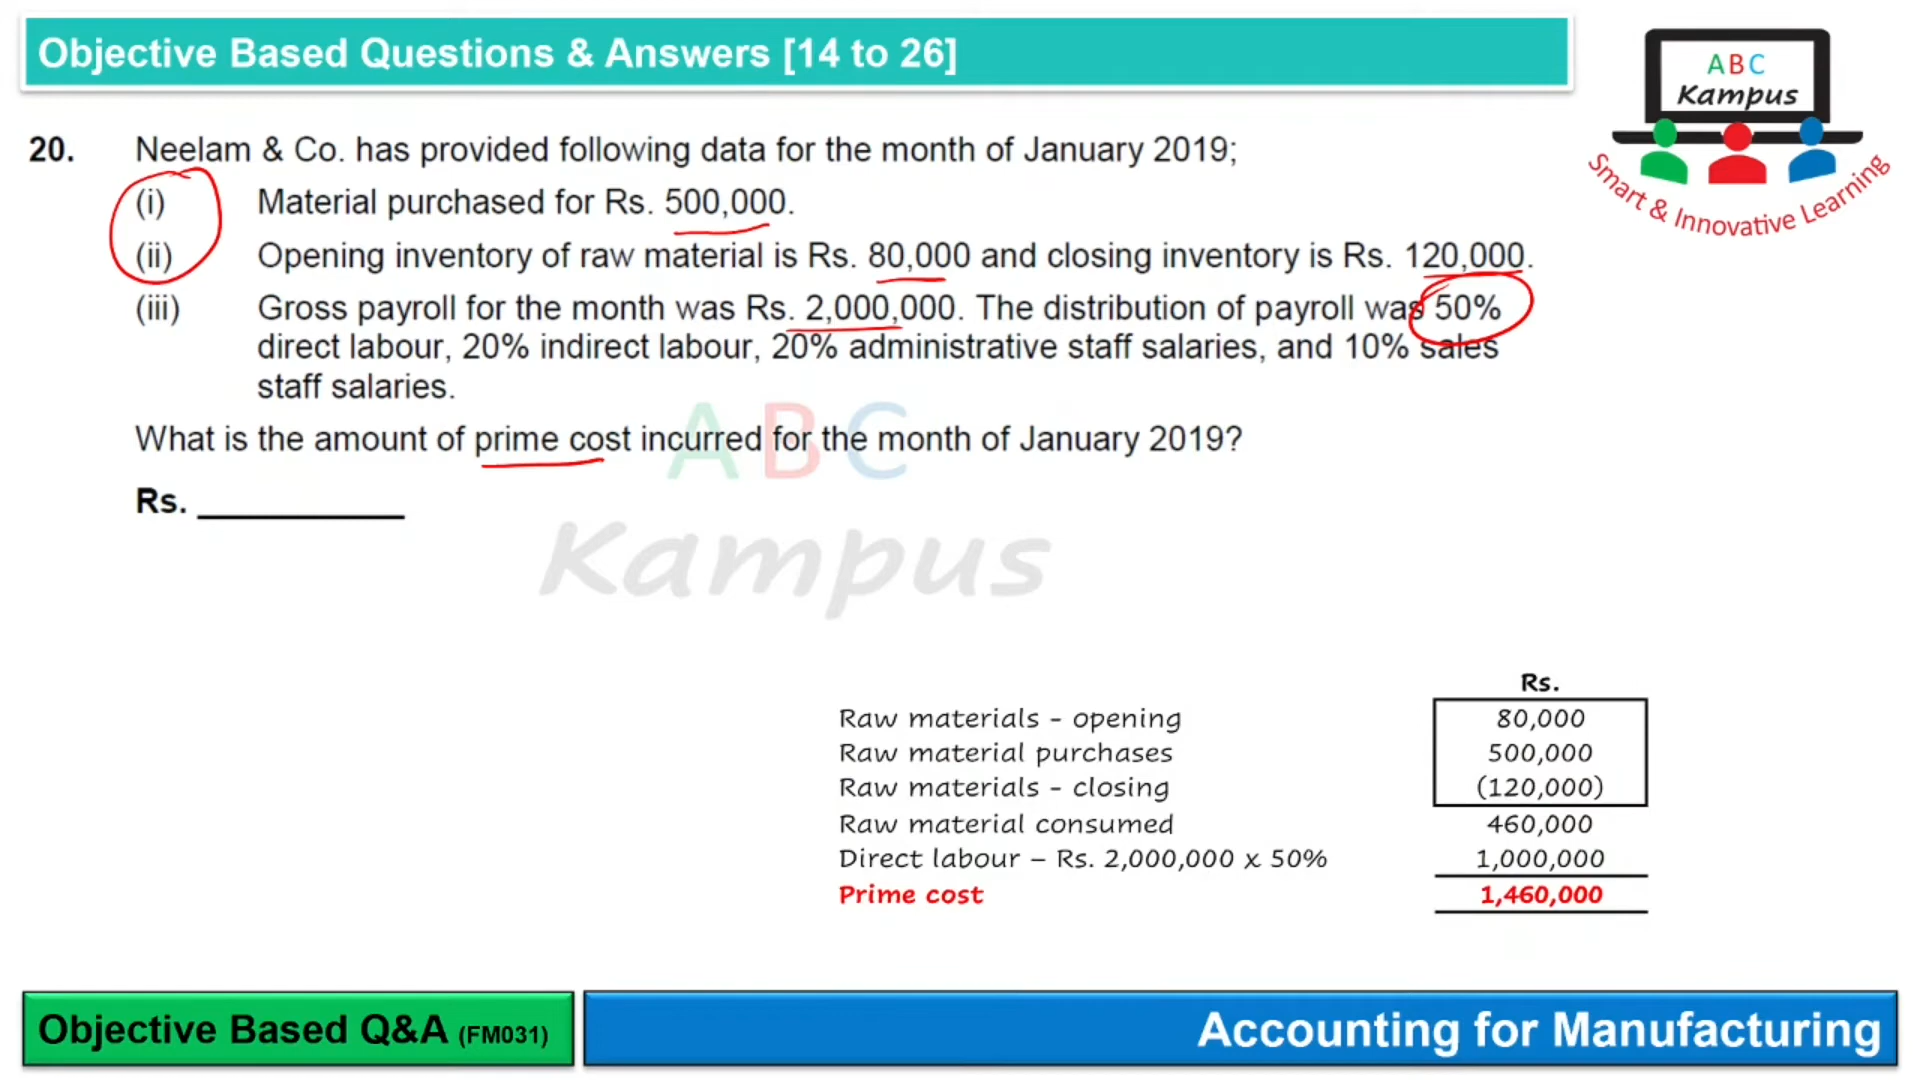 Objective Based Questions & Answers [14 to 26]
ABC
Kampus
Smart & Innovative Learning
20. Neelam & Co. has provided following data for the month of January 2019;
(i) Material purchased for Rs. 500,000.
(ii) Opening inventory of raw material is Rs. 80,000 and closing inventory is Rs. 120,000.
(iii) Gross payroll for the month was Rs. 2,000,000. The distribution of payroll was 50%
direct labour, 20% indirect labour, 20% administrative staff salaries, and 10% sales
staff salaries.
What is the amount of prime cost incurred for the month of January 2019?
Rs. ___________
ABC
Kampus
Rs.
Raw materials - opening 80,000
Raw material purchases 500,000
Raw materials - closing (120,000)
Raw material consumed 460,000
Direct labour – Rs. 2,000,000 x 50% 1,000,000
Prime cost 1,460,000
Objective Based Q&A (FM031)
Accounting for Manufacturing